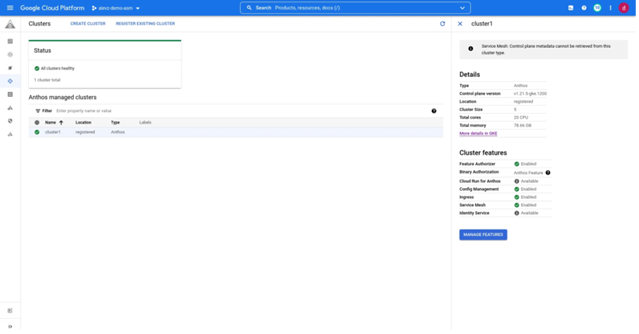 Google Cloud Platform
alevz-demo-asm
Search Products, resources, docs (/)
Clusters
CREATE CLUSTER
REGISTER EXISTING CLUSTER
Status
All clusters healthy
1 cluster total
Anthos managed clusters
Filter Enter property name or value
Name Location Type Labels
cluster1 registered Anthos
cluster1
Service Mesh: Control plane metadata cannot be retrieved from this
cluster type.
Details
Type Anthos
Control plane version v1.21.5-gke.1200
Location registered
Cluster Size 5
Total memory 78.66 GB
More details in GKE
Cluster features
Feature Authorizer Enabled
Binary Authorization Anthos Feature
Cloud Run for Anthos Available
Config Management Enabled
Ingress Enabled
Service Mesh Enabled
Identity Service Available
MANAGE FEATURES